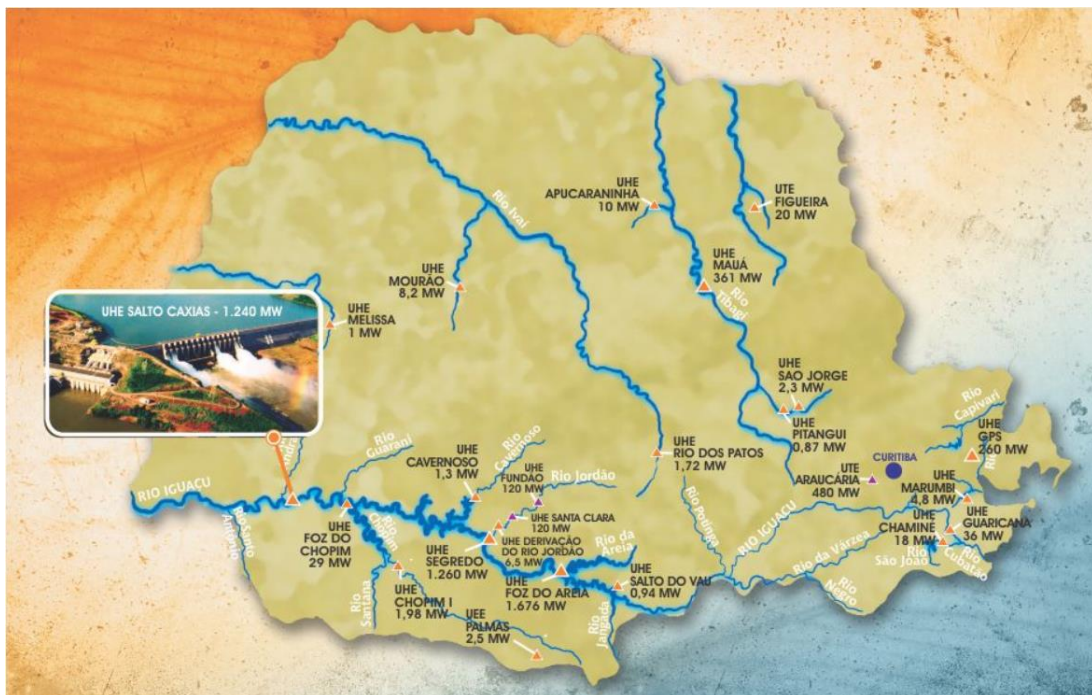 UHE
APUCARANINHA
10 MW
UTE
FIGUEIRA
20 MW
Rio Ivaí
UHE
MOURÃO
8,2 MW
UHE
MAUÁ
361 MW
Rio
Tibagi
UHE SALTO CAXIAS - 1.240 MW
UHE
MELISSA
1 MW
UHE
SAO JORGE
2,3 MW
UHE
PITANGUI
0,87 MW
Rio
Capivari
UHE
GPS
260 MW
CURITIBA
UTE
ARAUCÁRIA
480 MW
UHE
MARUMBI
4,8 MW
UHE
GUARICANA
36 MW
UHE
CHAMINÉ
18 MW
Rio
Cubatão
Rio
São João
UHE
RIO DOS PATOS
1,72 MW
Rio
Guarani
UHE
CAVERNOSO
1,3 MW
Rio
Cavernoso
UHE
FUNDÃO
120 MW
Rio Jordão
UHE SANTA CLARA
120 MW
UHE DERIVAÇÃO
DO RIO JORDÃO
6,5 MW
RIO IGUAÇU
Rio Santo
Antônio
UHE
FOZ DO
CHOPIM
29 MW
Rio
Chopim
UHE
SEGREDO
1.260 MW
Rio da
Areia
UHE
FOZ DO AREIA
1.676 MW
UHE
SALTO DO VAU
0,94 MW
Rio Potinga
RIO IGUAÇU
Rio da Várzea
Rio
Negro
Rio
Santana
UHE
CHOPIM I
1,98 MW
UEE
PALMAS
2,5 MW
Rio
Jangada